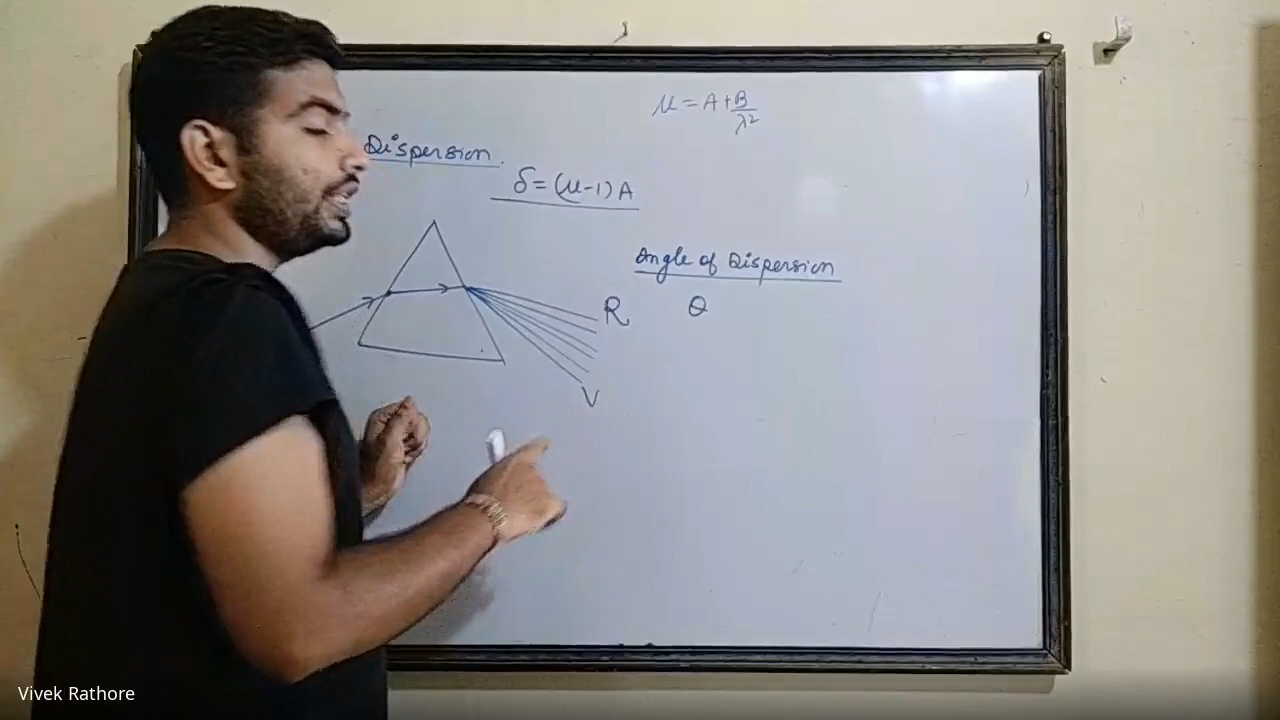 μ = A + B/λ²
Dispersion.
δ = (μ-1) A
Angle of Dispersion
R
θ
V
Vivek Rathore